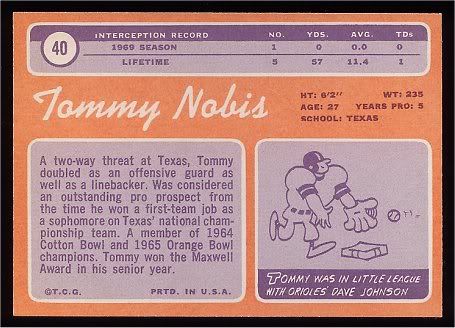 40
INTERCEPTION RECORD NO. YDS. AVG. TDs
1969 SEASON 1 0 0.0 0
LIFETIME 5 57 11.4 1
Tommy Nobis
HT: 6'2" WT: 235
AGE: 27 YEARS PRO: 5
SCHOOL: TEXAS
A two-way threat at Texas, Tommy
doubled as an offensive guard as
well as a linebacker. Was considered
an outstanding pro prospect from
the time he won a first-team job as
a sophomore on Texas' national cham-
pionship team. A member of 1964
Cotton Bowl and 1965 Orange Bowl
champions. Tommy won the Maxwell
Award in his senior year.
©T.C.G. PRTD. IN U.S.A.
TOMMY WAS IN LITTLE LEAGUE
WITH ORIOLES' DAVE JOHNSON